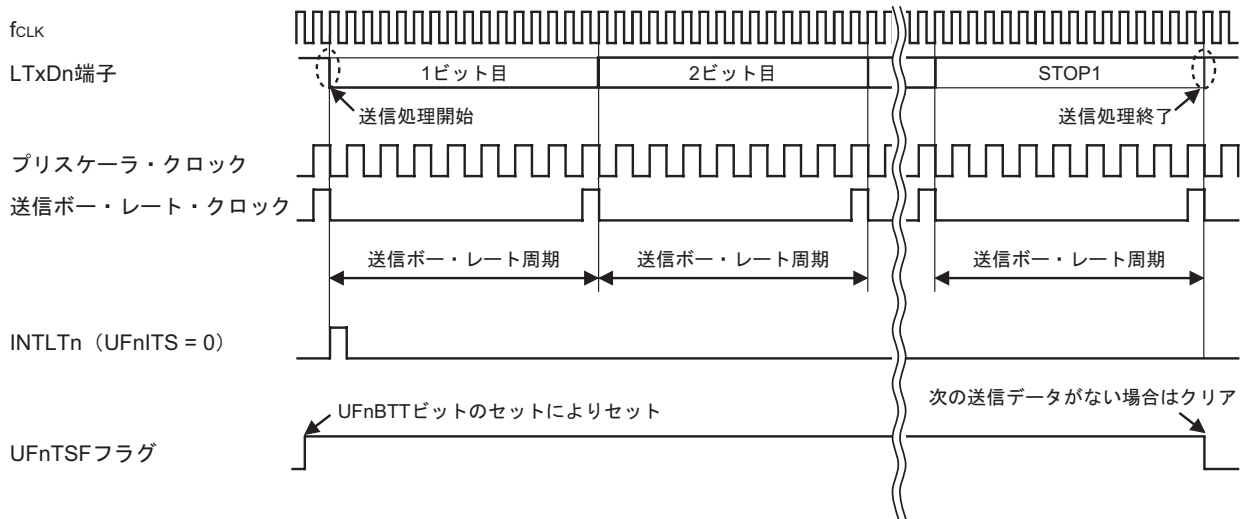 fCLK
LTxDn端子
1ビット目
2ビット目
STOP1
送信処理開始
送信処理終了
プリスケーラ・クロック
送信ボー・レート・クロック
送信ボー・レート周期
送信ボー・レート周期
送信ボー・レート周期
INTLTn（UFnITS = 0）
次の送信データがない場合はクリア
UFnBTTビットのセットによりセット
UFnTSFフラグ